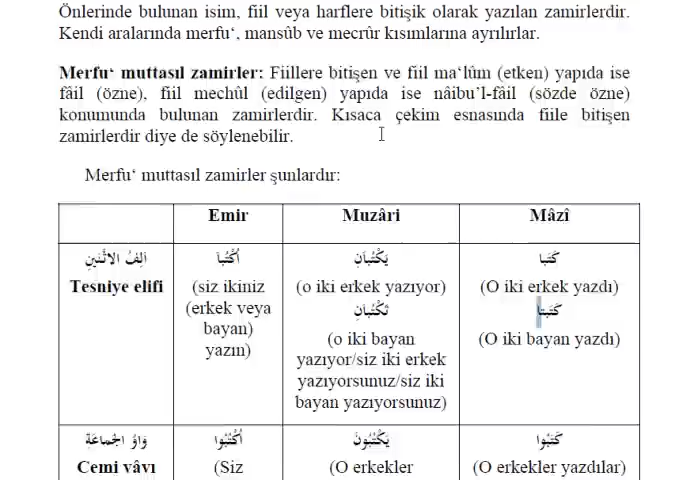 Önlerinde bulunan isim, fiil veya harflere bitişik olarak yazılan zamirlerdir.
Kendi aralarında merfu‘, mansûb ve mecrûr kısımlarına ayrılırlar.
Merfu‘ muttasıl zamirler: Fiillere bitişen ve fiil ma‘lûm (etken) yapıda ise
fâil (özne), fiil mechûl (edilgen) yapıda ise nâibu’l-fâil (sözde özne)
konumunda bulunan zamirlerdir. Kısaca çekim esnasında fiile bitişen
zamirlerdir diye de söylenebilir.
Merfu‘ muttasıl zamirler şunlardır:
Emir Muzâri Mâzî
اَلِفُ الاثْنَيْنِ
Tesniye elifi
اُكْتُبَا
(siz ikiniz
(erkek veya
bayan)
yazın)
يَكْتُبَانِ
(o iki erkek yazıyor)
تَكْتُبَانِ
(o iki bayan
yazıyor/siz iki erkek
yazıyorsunuz/siz iki
bayan yazıyorsunuz)
كَتَبَا
(O iki erkek yazdı)
كَتَبَتَا
(O iki bayan yazdı)
وَاوُ الجَماعَةِ
Cemi vâvı
اُكْتُبُوا
(Siz
يَكْتُبُونَ
(O erkekler
كَتَبُوا
(O erkekler yazdılar)